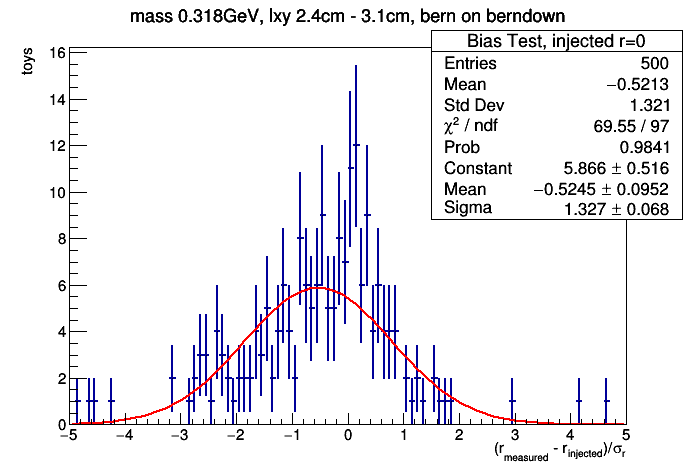 mass 0.318GeV, lxy 2.4cm - 3.1cm, bern on berndown
toys
Bias Test, injected r=0
Entries 500
Mean −0.5213
Std Dev 1.321
χ² / ndf 69.55 / 97
Prob 0.9841
Constant 5.866 ± 0.516
Mean −0.5245 ± 0.0952
Sigma 1.327 ± 0.068
16
14
12
10
8
6
4
2
0
−5 −4 −3 −2 −1 0 1 2 3 4 5
(r_measured - r_injected)/σ_r